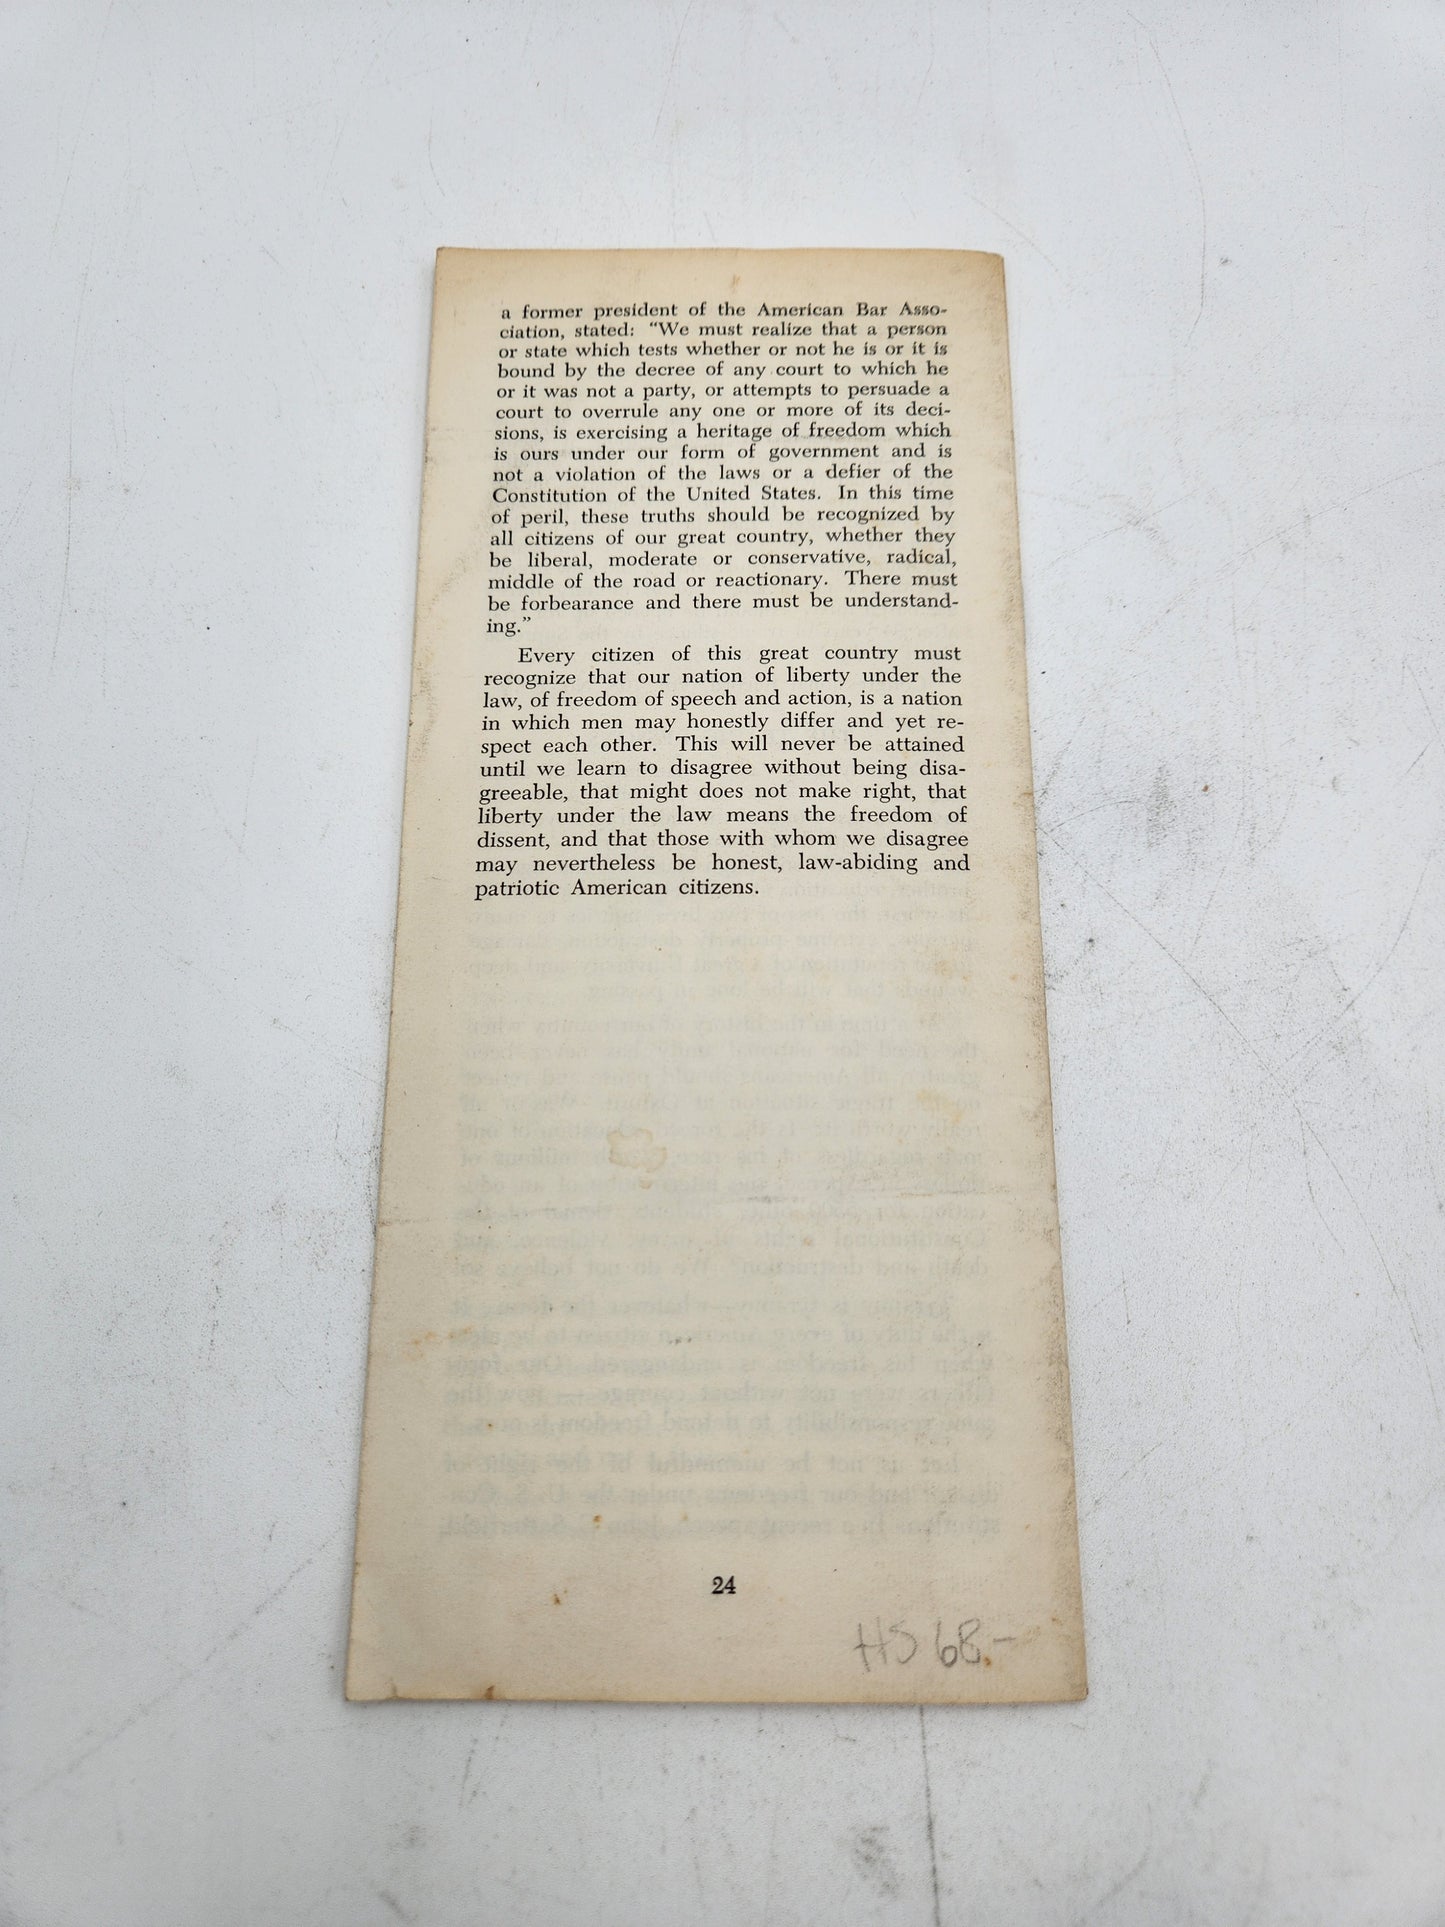 a former president of the American Bar Asso-
ciation, stated: “We must realize that a person
or state which tests whether or not he is or it is
bound by the decree of any court to which he
or it was not a party, or attempts to persuade a
court to overrule any one or more of its deci-
sions, is exercising a heritage of freedom which
is ours under our form of government and is
not a violation of the laws or a defier of the
Constitution of the United States. In this time
of peril, these truths should be recognized by
all citizens of our great country, whether they
be liberal, moderate or conservative, radical,
middle of the road or reactionary. There must
be forbearance and there must be understand-
ing.”
Every citizen of this great country must
recognize that our nation of liberty under the
law, of freedom of speech and action, is a nation
in which men may honestly differ and yet re-
spect each other. This will never be attained
until we learn to disagree without being disa-
greeable, that might does not make right, that
liberty under the law means the freedom of
dissent, and that those with whom we disagree
may nevertheless be honest, law-abiding and
patriotic American citizens.
24
HS 68.-